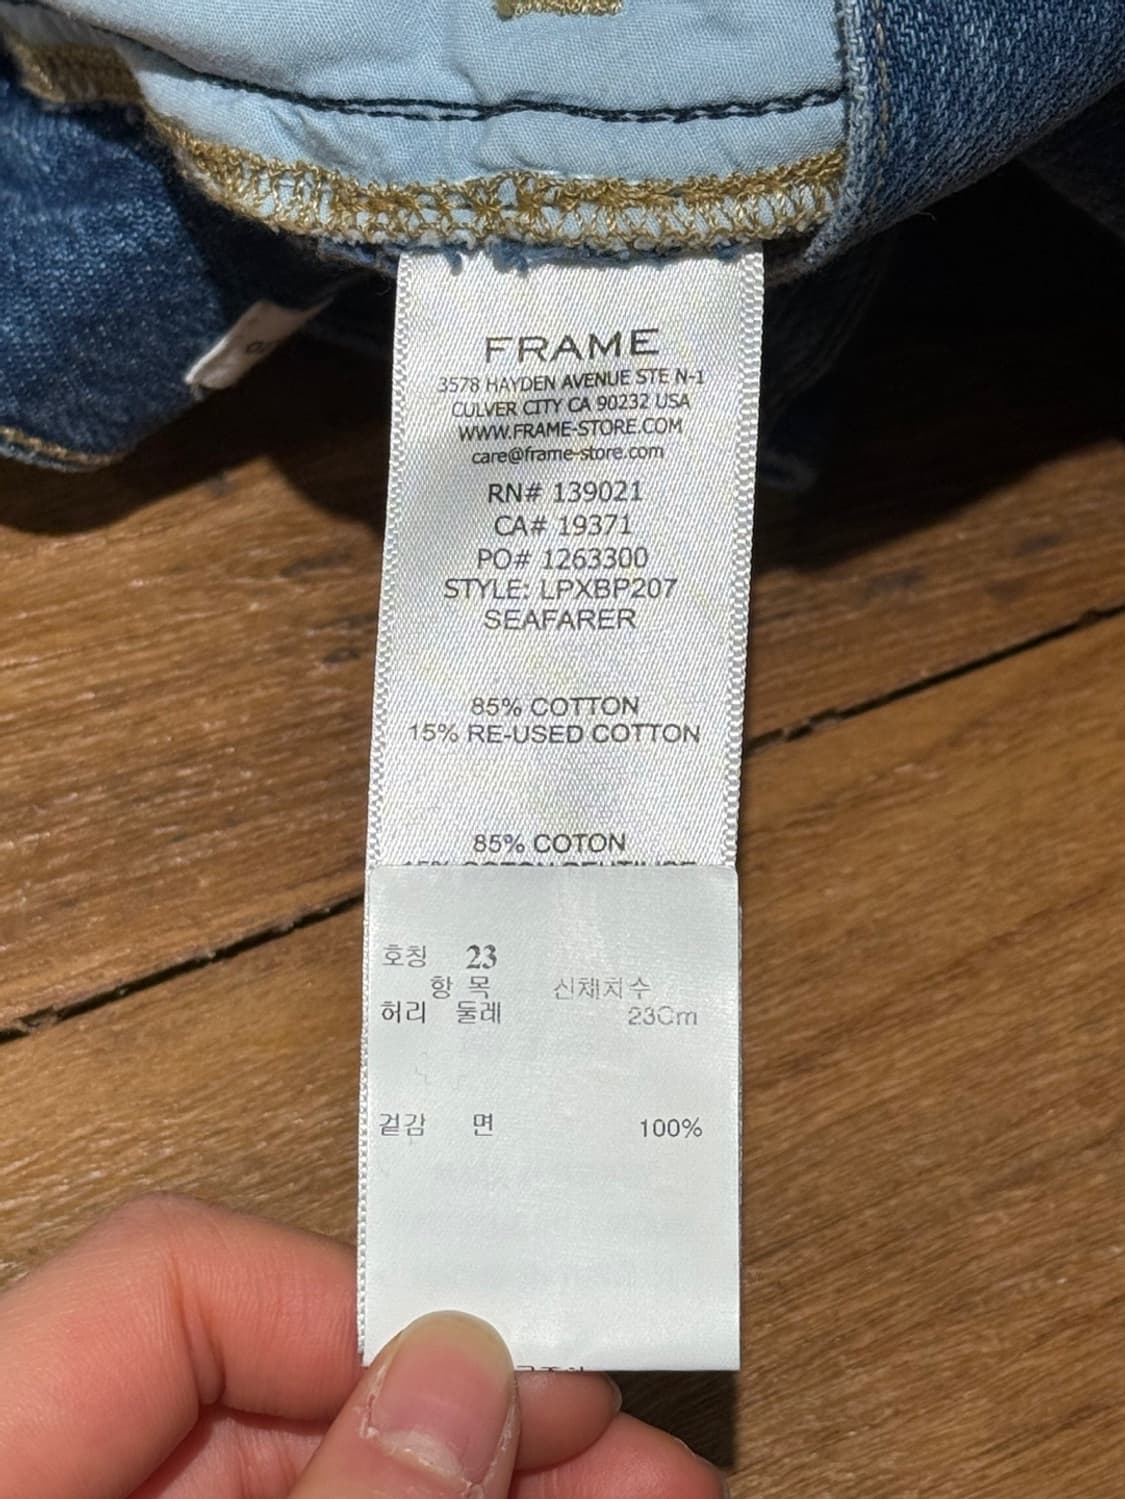 FRAME
3578 HAYDEN AVENUE STE N-1
CULVER CITY CA 90232 USA
WWW.FRAME-STORE.COM
care@frame-store.com
RN# 139021
CA# 19371
PO# 1263300
STYLE: LPXBP207
SEAFARER
85% COTTON
15% RE-USED COTTON
85% COTON
호칭 23
항 목 신체치수
허리 둘레 23Cm
겉감 면 100%